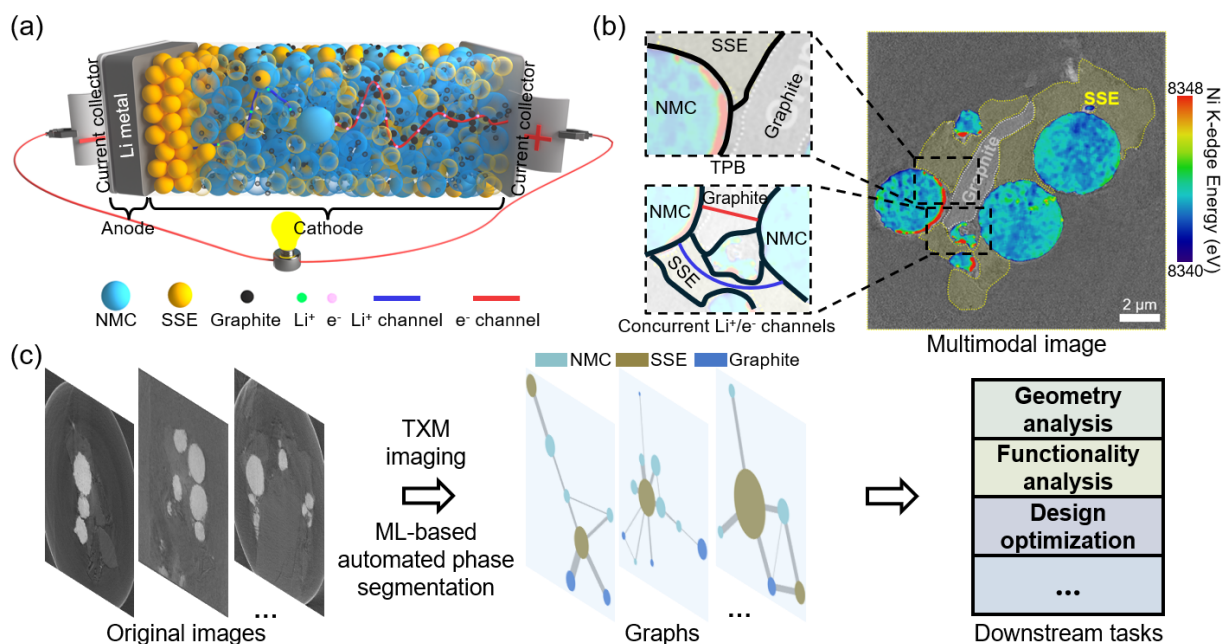 (a)
Current collector
Li metal
Current collector
+
Anode
Cathode
NMC
SSE
Graphite
Li⁺
e⁻
Li⁺ channel
e⁻ channel
(b)
SSE
NMC
Graphite
TPB
Graphite
NMC
NMC
SSE
Concurrent Li⁺/e⁻ channels
SSE
Graphite
2 μm
Multimodal image
8348
8340
Ni K-edge Energy (eV)
(c)
...
Original images
TXM
imaging
ML-based
automated phase
segmentation
NMC
SSE
Graphite
...
Graphs
Geometry
analysis
Functionality
analysis
Design
optimization
...
Downstream tasks